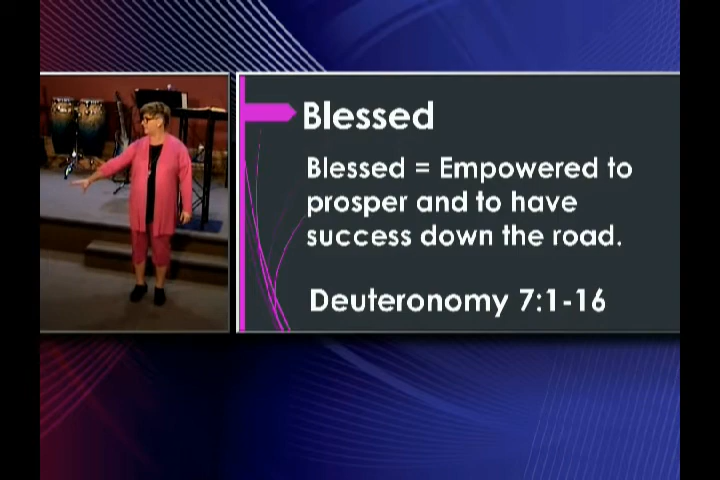 Blessed
Blessed = Empowered to
prosper and to have
success down the road.
Deuteronomy 7:1-16